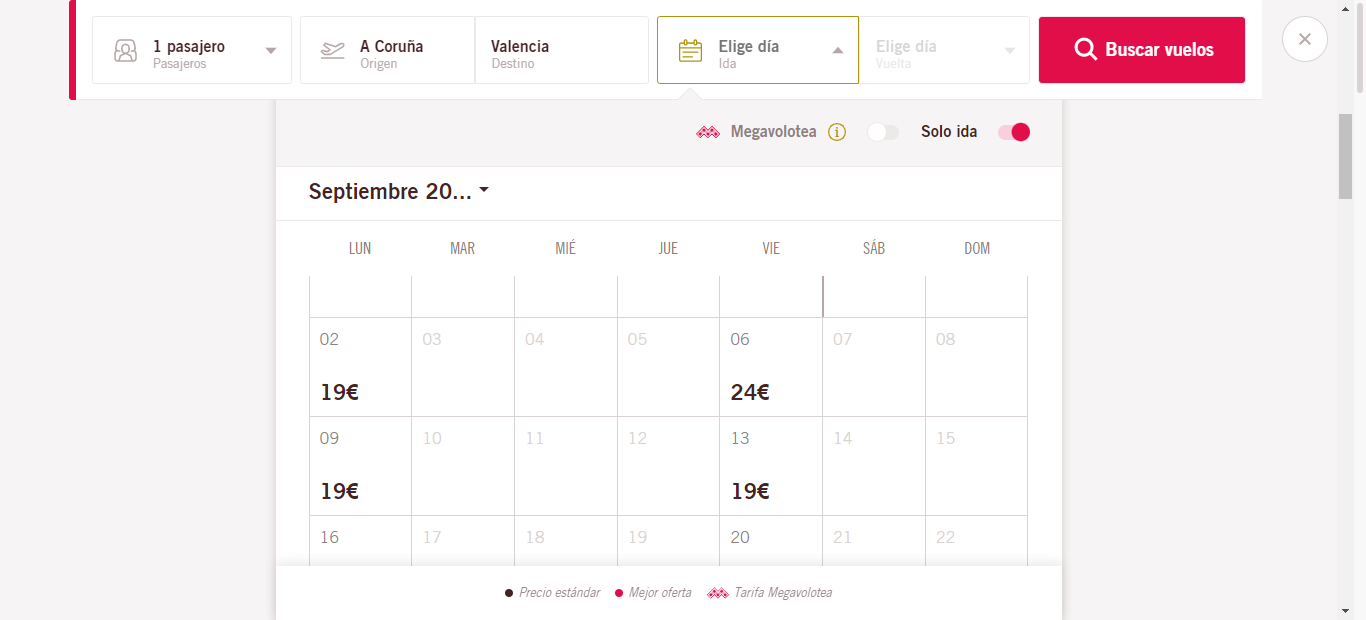 1 pasajero
Pasajeros
A Coruña
Origen
Valencia
Destino
Elige día
Ida
Elige día
Vuelta
Buscar vuelos
Megavolotea
Solo ida
Septiembre 20...
LUN MAR MIÉ JUE VIE SÁB DOM
02 03 04 05 06 07 08
19€ 24€
09 10 11 12 13 14 15
19€ 19€
16 17 18 19 20 21 22
Precio estándar Mejor oferta Tarifa Megavolotea